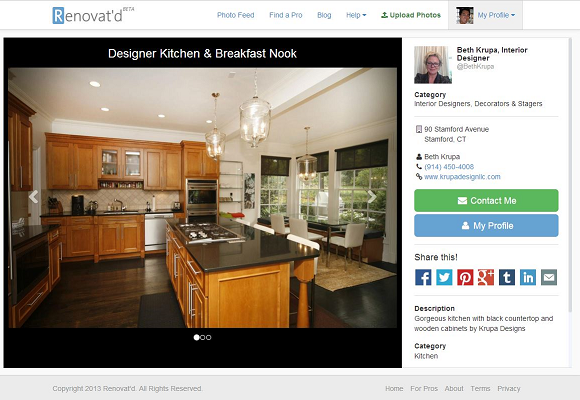 Renovat'd BETA
Photo Feed Find a Pro Blog Help Upload Photos My Profile
Designer Kitchen & Breakfast Nook
Beth Krupa, Interior
Designer
@BethKrupa
Category
Interior Designers, Decorators & Stagers
90 Stamford Avenue
Stamford, CT
Beth Krupa
(914) 450-4006
www.krupadesignllc.com
Contact Me
My Profile
Share this!
Description
Gorgeous kitchen with black countertop and
wooden cabinets by Krupa Designs
Category
Kitchen
Copyright 2013 Renovat'd. All Rights Reserved.
Home For Pros About Terms Privacy